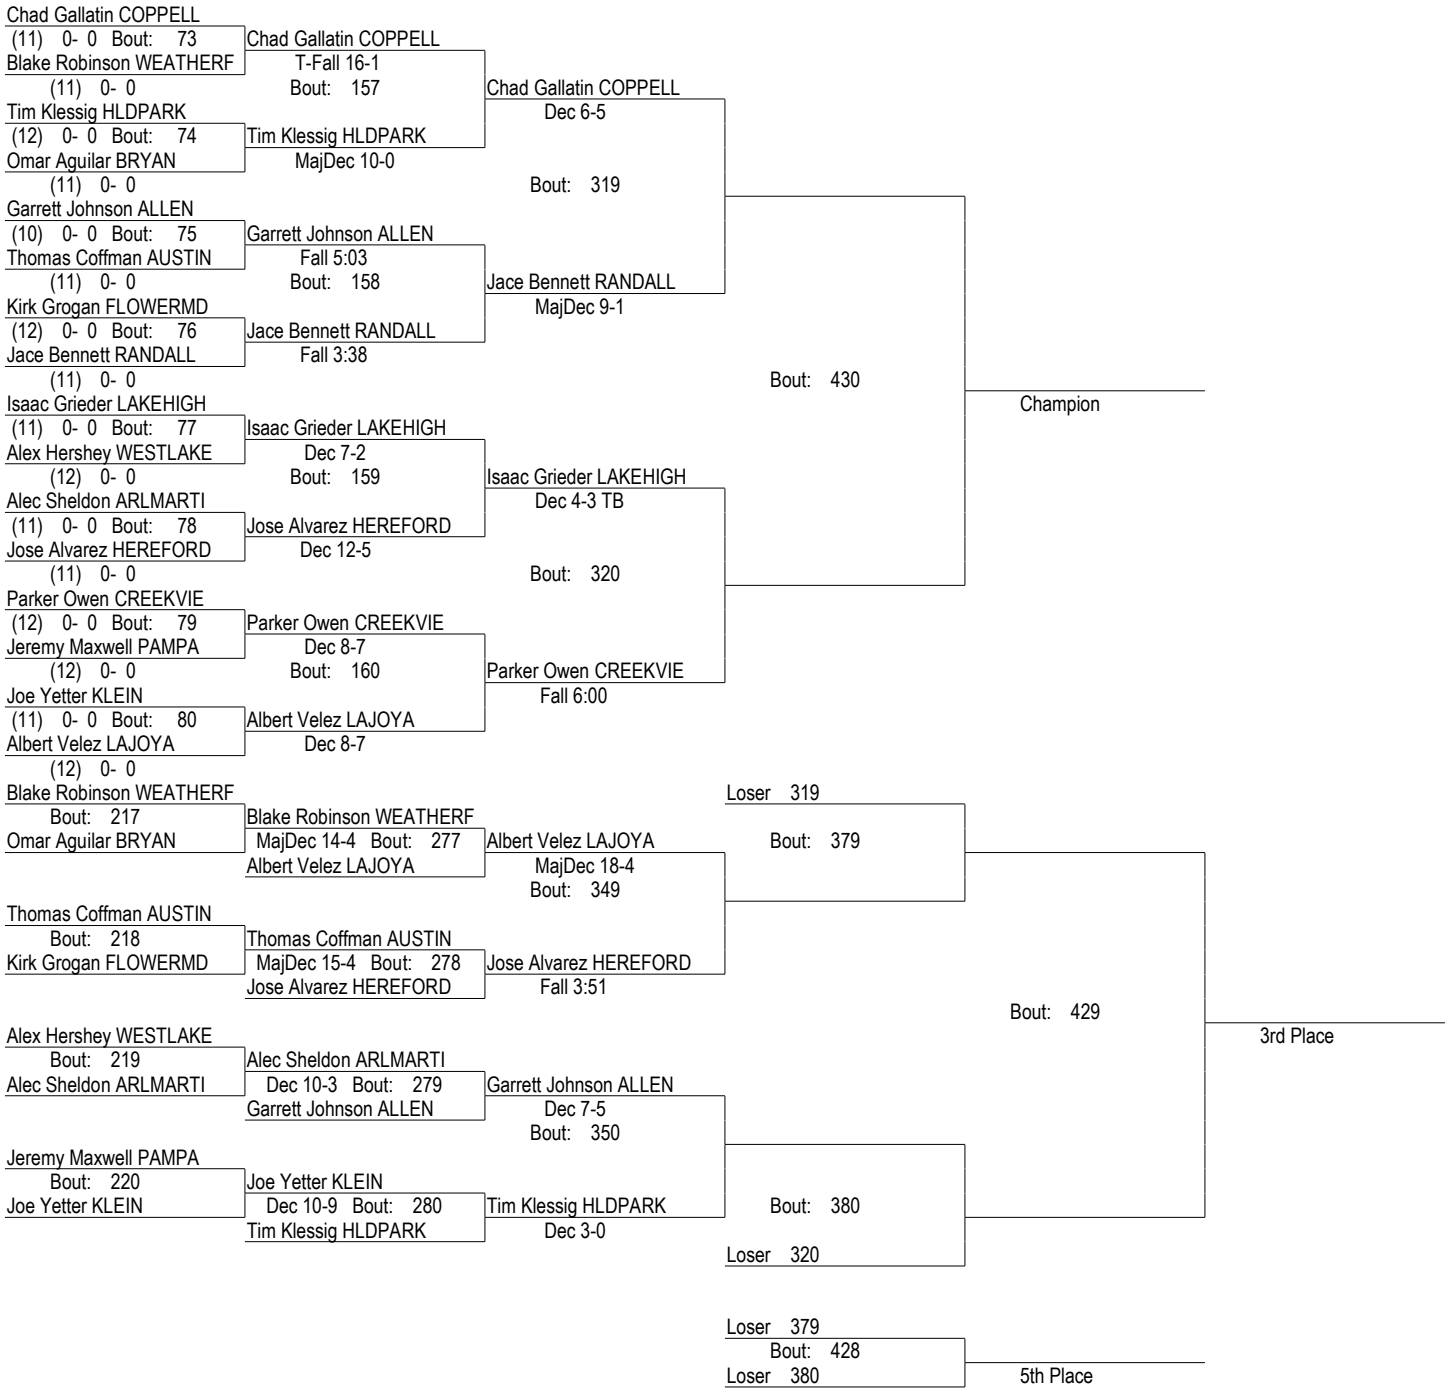 Chad Gallatin COPPELL
(11) 0- 0 Bout: 73 Chad Gallatin COPPELL
Blake Robinson WEATHERF T-Fall 16-1
(11) 0- 0 Bout: 157 Chad Gallatin COPPELL
Tim Klessig HLDPARK Dec 6-5
(12) 0- 0 Bout: 74 Tim Klessig HLDPARK
Omar Aguilar BRYAN MajDec 10-0
(11) 0- 0 Bout: 319
Garrett Johnson ALLEN
(10) 0- 0 Bout: 75 Garrett Johnson ALLEN
Thomas Coffman AUSTIN Fall 5:03
(11) 0- 0 Bout: 158 Jace Bennett RANDALL
Kirk Grogan FLOWERMD MajDec 9-1
(12) 0- 0 Bout: 76 Jace Bennett RANDALL
Jace Bennett RANDALL Fall 3:38
(11) 0- 0 Bout: 430
Isaac Grieder LAKEHIGH Champion
(11) 0- 0 Bout: 77 Isaac Grieder LAKEHIGH
Alex Hershey WESTLAKE Dec 7-2
(12) 0- 0 Bout: 159 Isaac Grieder LAKEHIGH
Alec Sheldon ARLMARTI Dec 4-3 TB
(11) 0- 0 Bout: 78 Jose Alvarez HEREFORD
Jose Alvarez HEREFORD Dec 12-5
(11) 0- 0 Bout: 320
Parker Owen CREEKVIE
(12) 0- 0 Bout: 79 Parker Owen CREEKVIE
Jeremy Maxwell PAMPA Dec 8-7
(12) 0- 0 Bout: 160 Parker Owen CREEKVIE
Joe Yetter KLEIN Fall 6:00
(11) 0- 0 Bout: 80 Albert Velez LAJOYA
Albert Velez LAJOYA Dec 8-7
(12) 0- 0
Blake Robinson WEATHERF Loser 319
Bout: 217 Blake Robinson WEATHERF
Omar Aguilar BRYAN MajDec 14-4 Bout: 277 Albert Velez LAJOYA Bout: 379
Albert Velez LAJOYA MajDec 18-4
Bout: 349
Thomas Coffman AUSTIN
Bout: 218 Thomas Coffman AUSTIN
Kirk Grogan FLOWERMD MajDec 15-4 Bout: 278 Jose Alvarez HEREFORD
Jose Alvarez HEREFORD Fall 3:51
Bout: 429
Alex Hershey WESTLAKE 3rd Place
Bout: 219 Alec Sheldon ARLMARTI
Alec Sheldon ARLMARTI Dec 10-3 Bout: 279 Garrett Johnson ALLEN
Garrett Johnson ALLEN Dec 7-5
Bout: 350
Jeremy Maxwell PAMPA
Bout: 220 Joe Yetter KLEIN
Joe Yetter KLEIN Dec 10-9 Bout: 280 Tim Klessig HLDPARK Bout: 380
Tim Klessig HLDPARK Dec 3-0
Loser 320
Loser 379
Bout: 428
Loser 380 5th Place